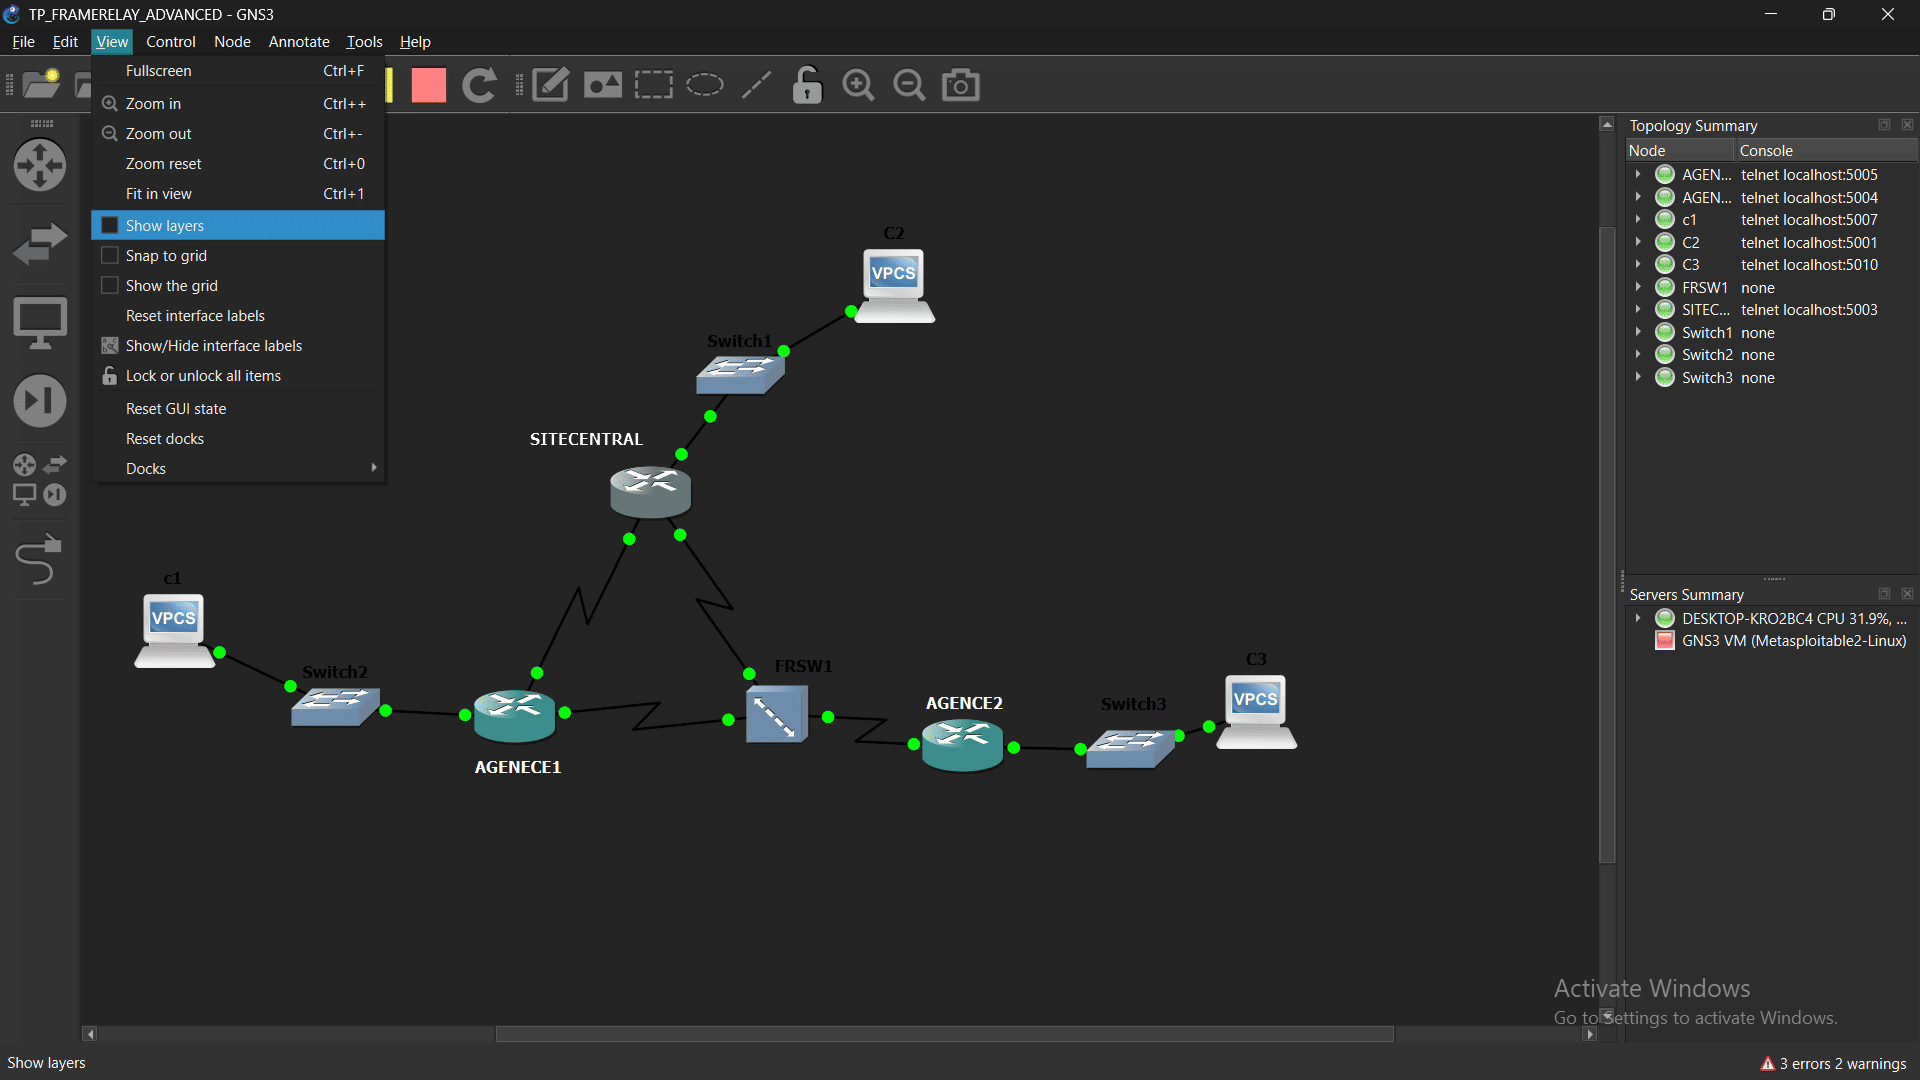 TP_FRAMERELAY_ADVANCED - GNS3
File Edit View Control Node Annotate Tools Help
Fullscreen Ctrl+F
Zoom in Ctrl++
Zoom out Ctrl+-
Zoom reset Ctrl+0
Fit in view Ctrl+1
Show layers
Snap to grid
Show the grid
Reset interface labels
Show/Hide interface labels
Lock or unlock all items
Reset GUI state
Reset docks
Docks
C2
VPCS
Switch1
SITECENTRAL
c1
VPCS
Switch2
AGENECE1
FRSW1
AGENCE2
Switch3
C3
VPCS
Topology Summary
Node Console
AGEN... telnet localhost:5005
AGEN... telnet localhost:5004
c1 telnet localhost:5007
C2 telnet localhost:5001
C3 telnet localhost:5010
FRSW1 none
SITEC... telnet localhost:5003
Switch1 none
Switch2 none
Switch3 none
Servers Summary
DESKTOP-KRO2BC4 CPU 31.9%, ...
GNS3 VM (Metasploitable2-Linux)
Activate Windows
Go to Settings to activate Windows.
Show layers
3 errors 2 warnings